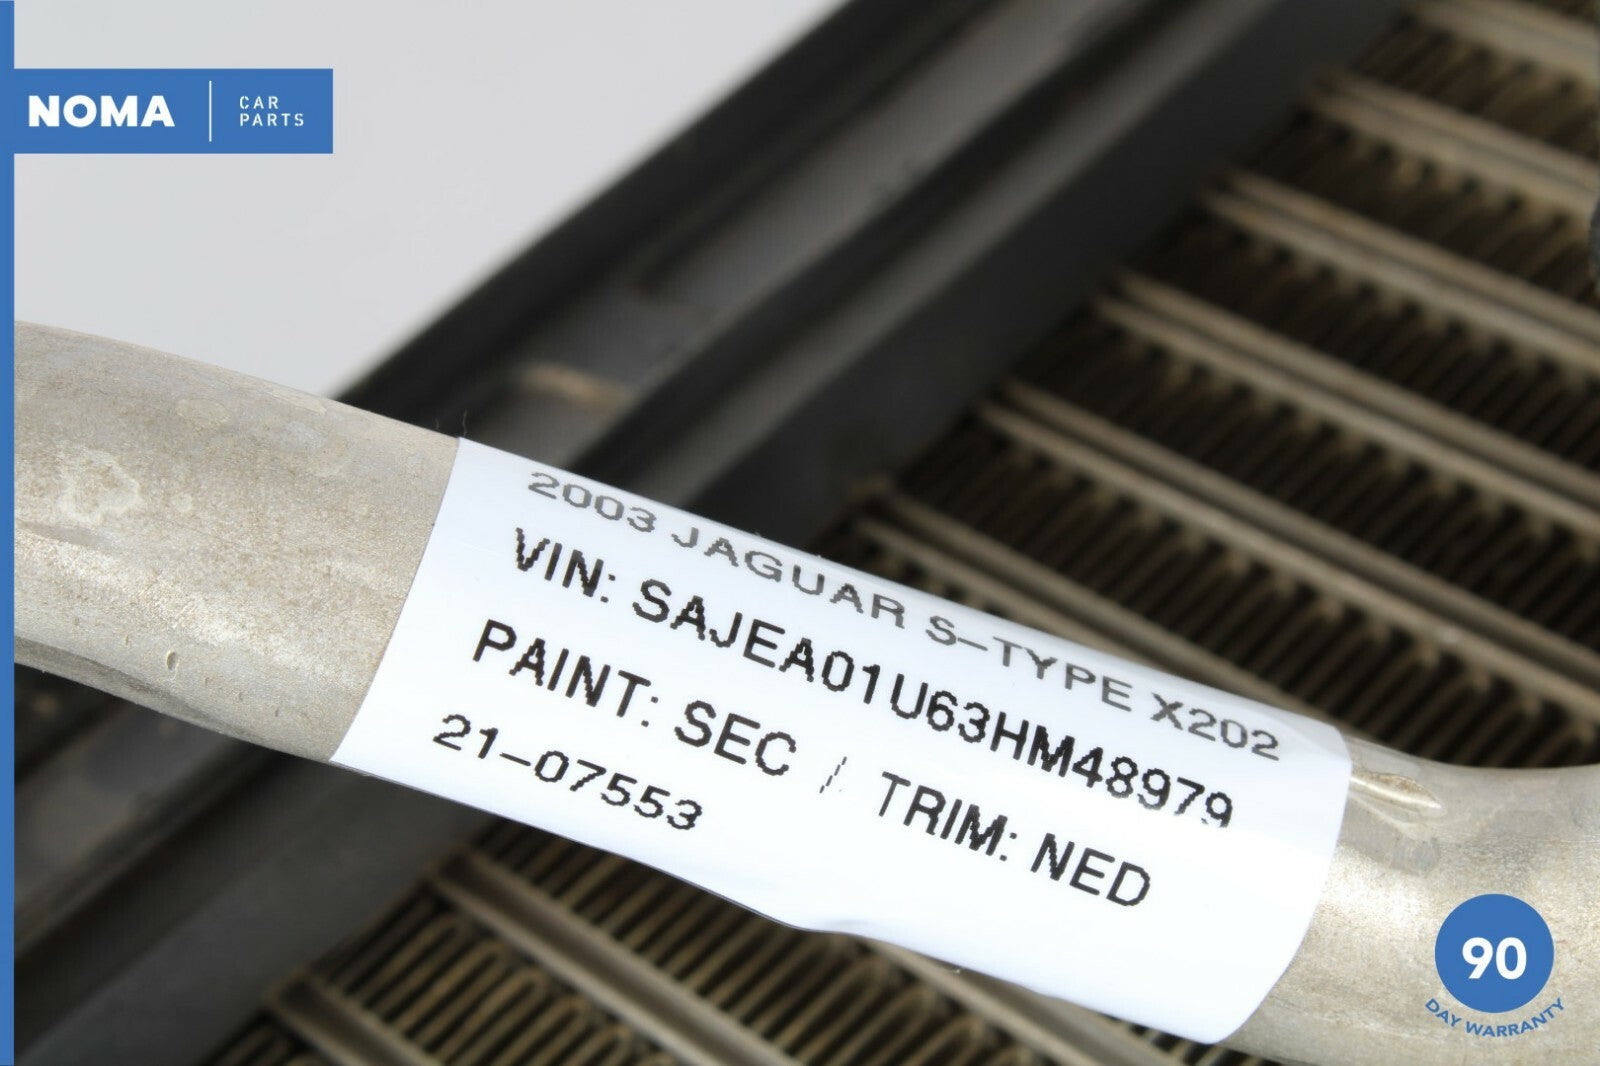 NOMA
CAR
PARTS
2003 JAGUAR S-TYPE X202
VIN: SAJEA01U63HM48979
PAINT: SEC / TRIM: NED
21-07553
90
DAY WARRANTY